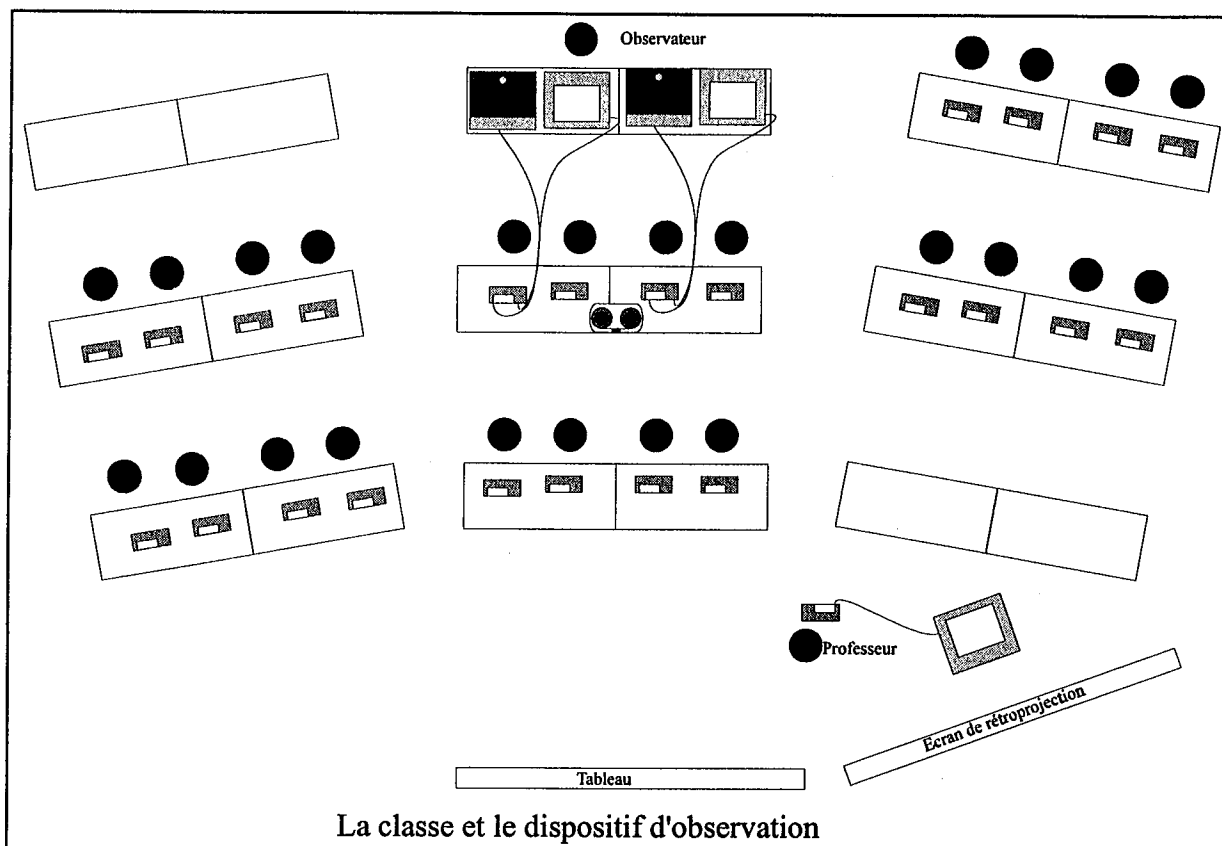 Observateur
Professeur
Ecran de rétroprojection
Tableau
La classe et le dispositif d'observation